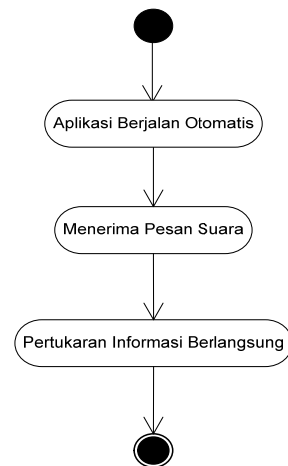 Aplikasi Berjalan Otomatis
Menerima Pesan Suara
Pertukaran Informasi Berlangsung